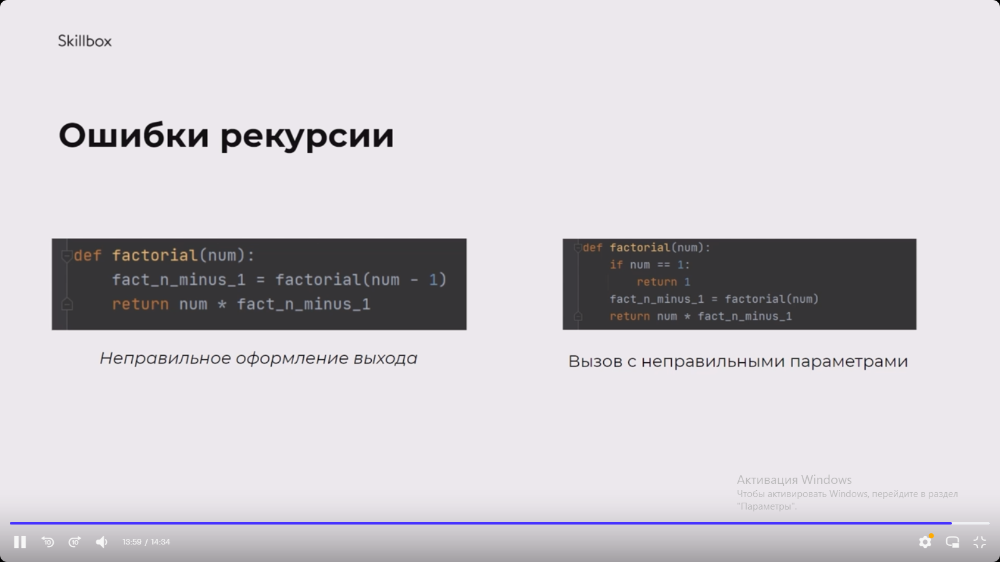 Skillbox
Ошибки рекурсии
def factorial(num):
fact_n_minus_1 = factorial(num - 1)
return num * fact_n_minus_1
Неправильное оформление выхода
def factorial(num):
if num == 1:
return 1
fact_n_minus_1 = factorial(num)
return num * fact_n_minus_1
Вызов с неправильными параметрами
Активация Windows
Чтобы активировать Windows, перейдите в раздел
"Параметры".
10
10
13:59 / 14:34